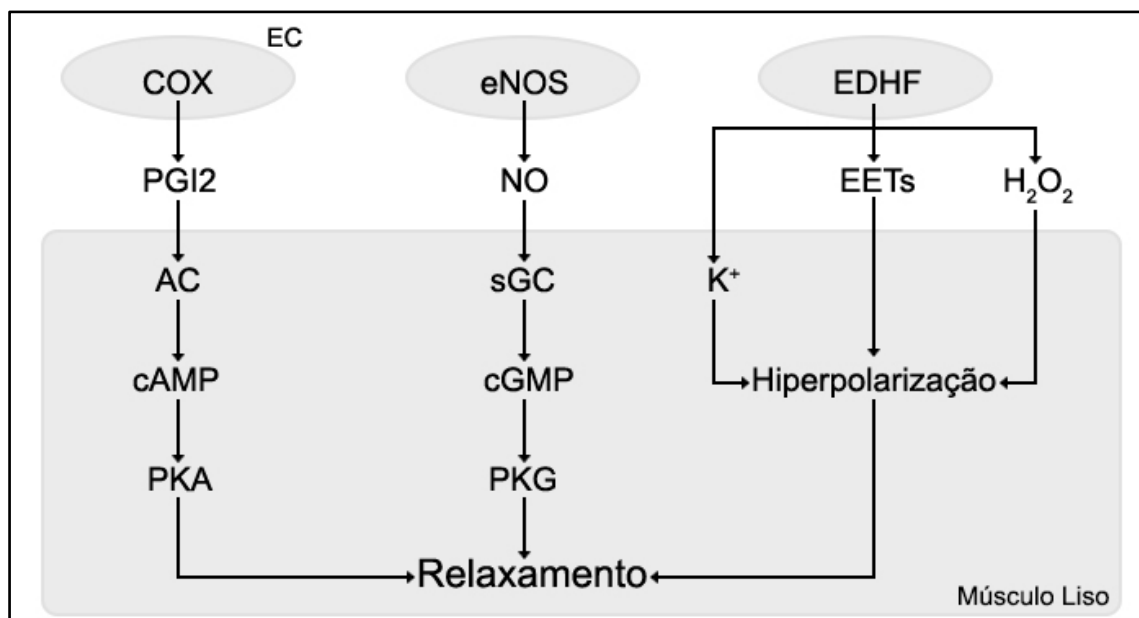 EC
COX eNOS EDHF
PGI2 NO EETs H₂O₂
AC sGC K⁺
cAMP cGMP Hiperpolarização
PKA PKG
Relaxamento
Músculo Liso